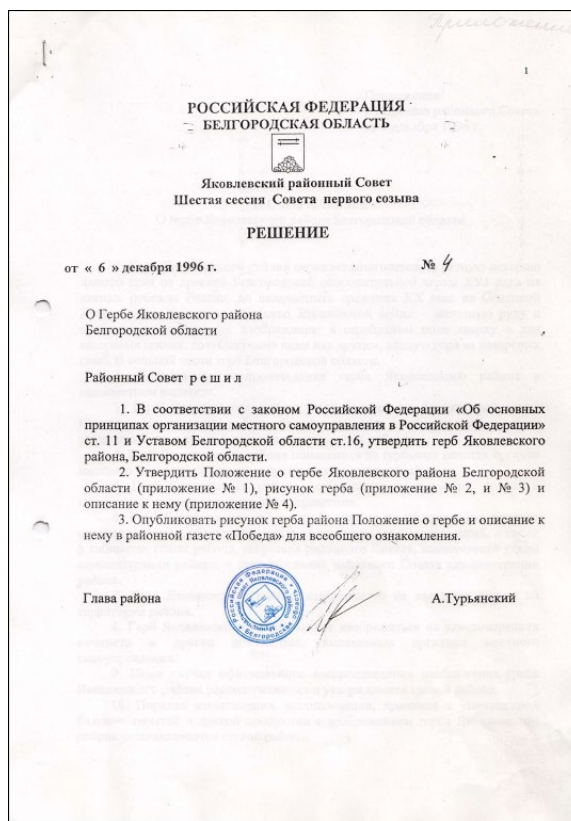 Приложение
1
РОССИЙСКАЯ ФЕДЕРАЦИЯ
БЕЛГОРОДСКАЯ ОБЛАСТЬ
Яковлевский районный Совет
Шестая сессия Совета первого созыва
РЕШЕНИЕ
от « 6 » декабря 1996 г. № 4
О Гербе Яковлевского района
Белгородской области
Районный Совет р е ш и л
1. В соответствии с законом Российской Федерации «Об основных
принципах организации местного самоуправления в Российской Федерации»
ст. 11 и Уставом Белгородской области ст.16, утвердить герб Яковлевского
района, Белгородской области.
2. Утвердить Положение о гербе Яковлевского района Белгородской
области (приложение № 1), рисунок герба (приложение № 2, и № 3) и
описание к нему (приложение № 4).
3. Опубликовать рисунок герба района Положение о гербе и описание к
нему в районной газете «Победа» для всеобщего ознакомления.
Глава района А.Турьянский